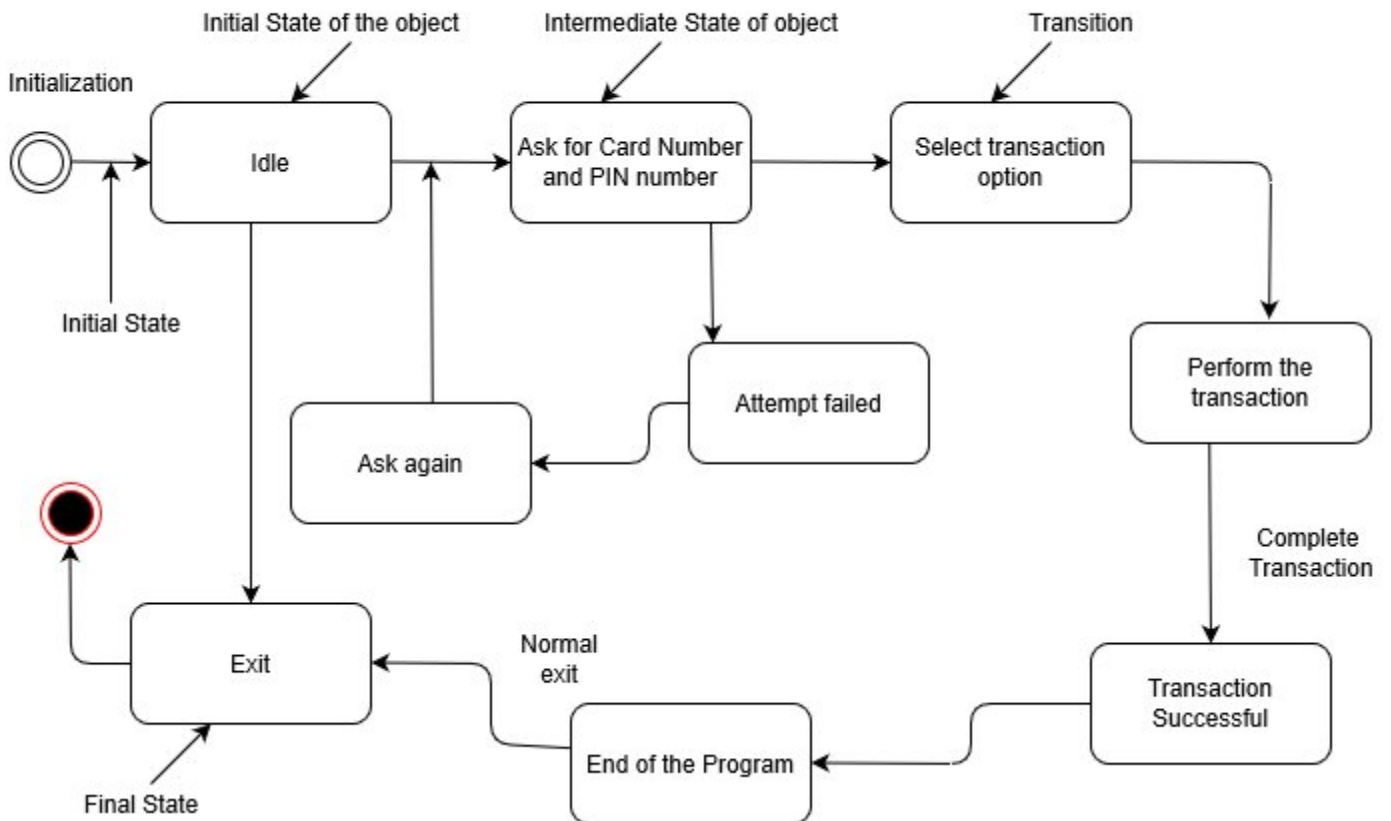 Initial State of the object
Intermediate State of object
Transition
Initialization
Idle
Ask for Card Number
and PIN number
Select transaction
option
Initial State
Perform the
transaction
Attempt failed
Ask again
Complete
Transaction
Normal
exit
Exit
Transaction
Successful
End of the Program
Final State